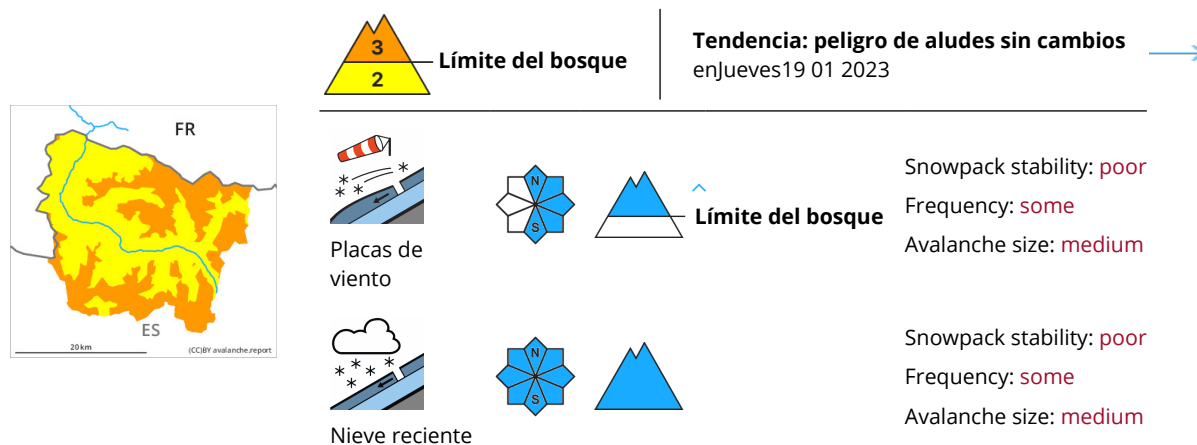 3
2
Límite del bosque
Tendencia: peligro de aludes sin cambios
enJueves19 01 2023
FR
ES
20 km
(CC)BY avalanche.report
Placas de
viento
N
S
Límite del bosque
Snowpack stability: poor
Frequency: some
Avalanche size: medium
Nieve reciente
N
S
Snowpack stability: poor
Frequency: some
Avalanche size: medium